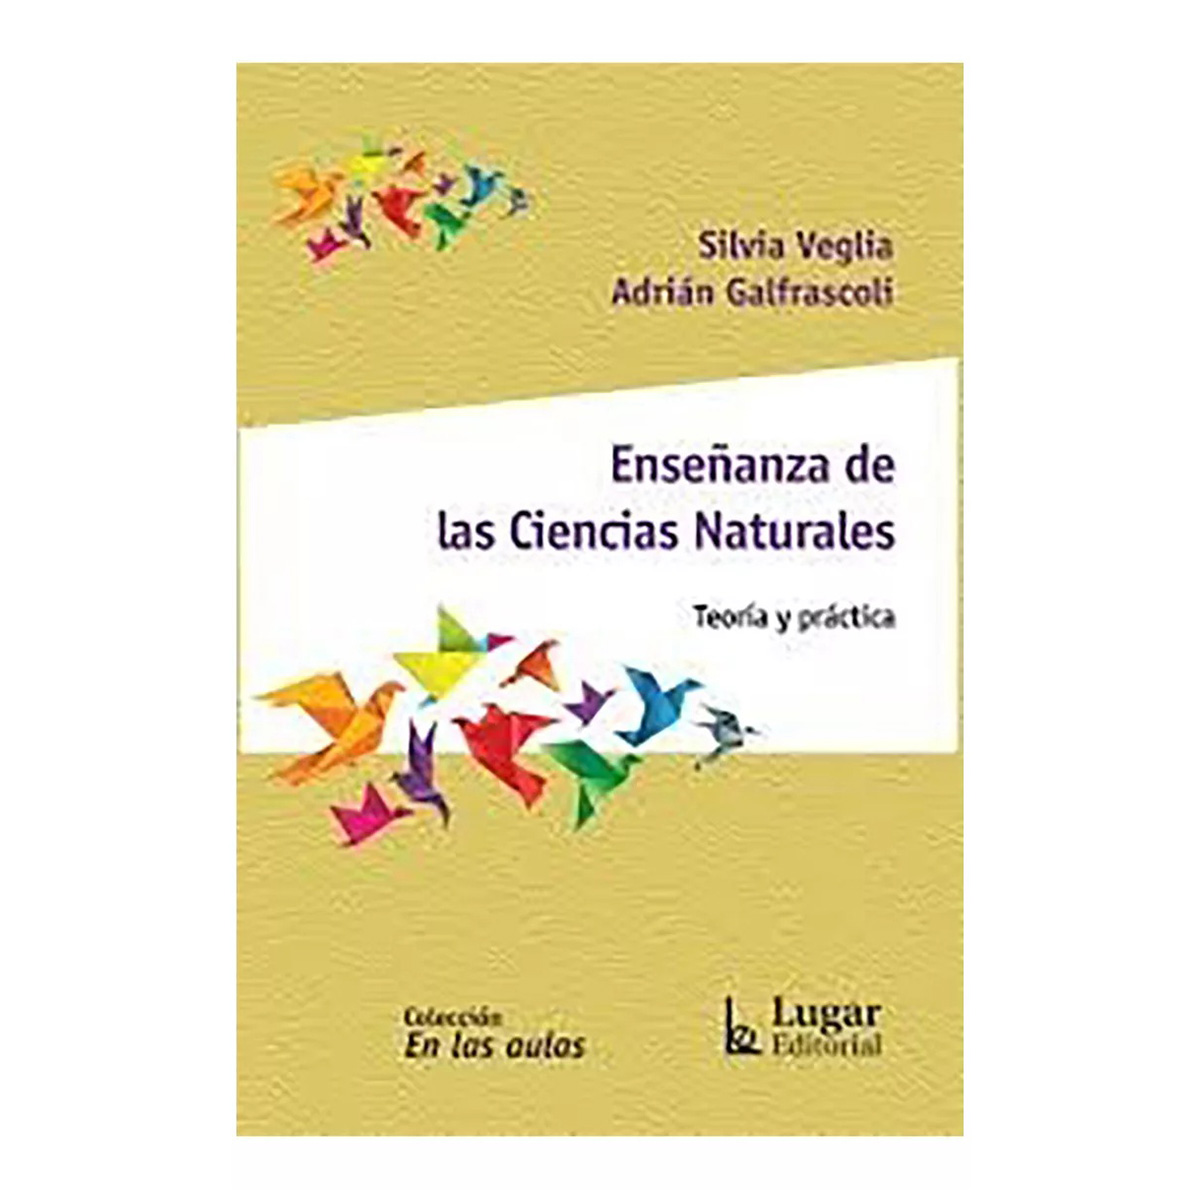 Silvia Veglia
Adrián Galfrascoli
Enseñanza de
las Ciencias Naturales
Teoría y práctica
Colección
En las aulas
Lugar
Editorial